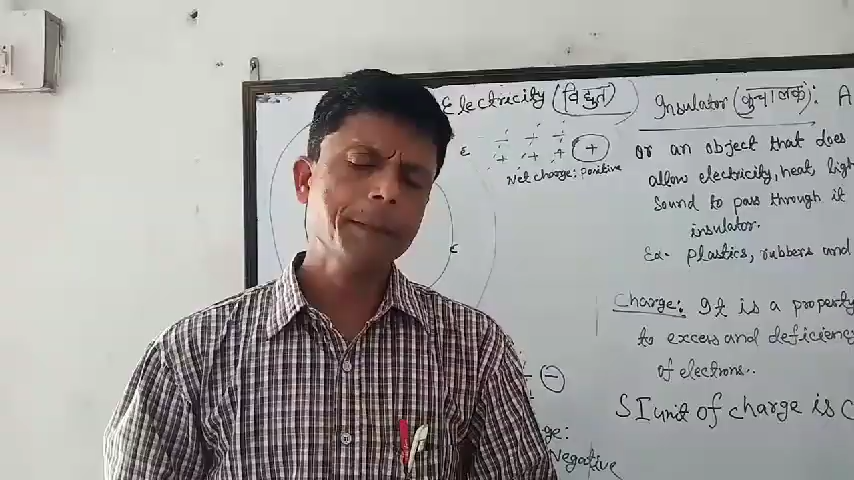 Electricity (विद्युत)
+ + + +
Net charge: positive
ge:
Negative
Insulator (कुचालक): A
or an object that does
allow electricity, heat, ligh
Sound to pass through it
insulator.
Ex- plastics, rubbers and
Charge: It is a property
to excess and deficiency
of electrons..
SI unit of charge is C